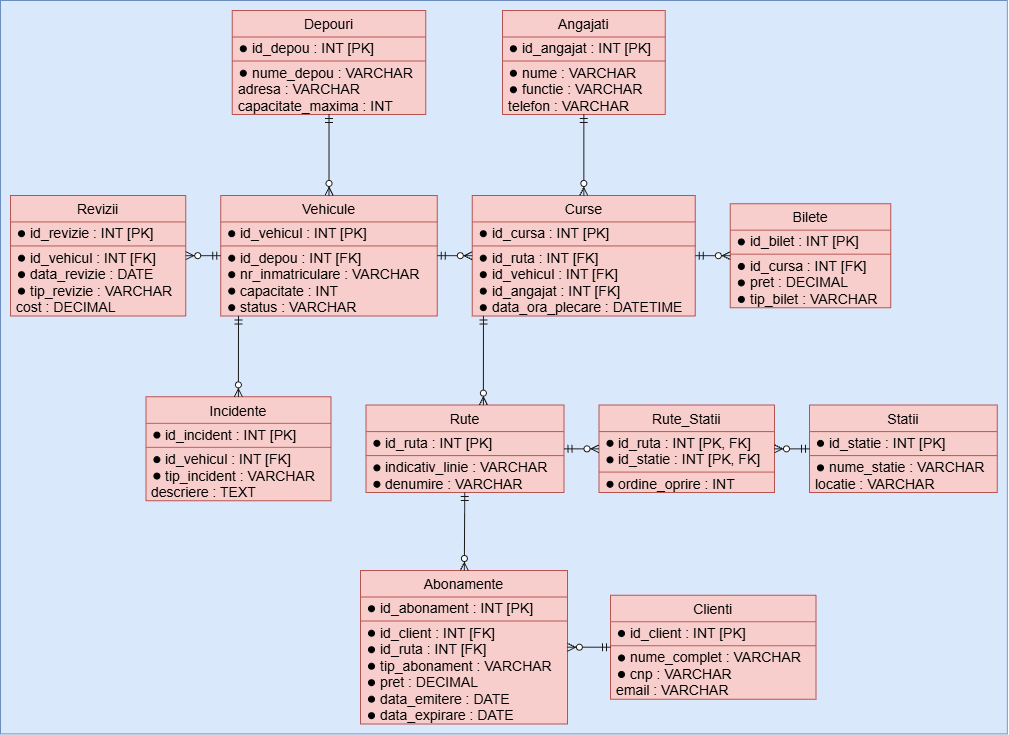 Depouri
● id_depou : INT [PK]
● nume_depou : VARCHAR
adresa : VARCHAR
capacitate_maxima : INT
Angajati
● id_angajat : INT [PK]
● nume : VARCHAR
● functie : VARCHAR
telefon : VARCHAR
Revizii
● id_revizie : INT [PK]
● id_vehicul : INT [FK]
● data_revizie : DATE
● tip_revizie : VARCHAR
cost : DECIMAL
Vehicule
● id_vehicul : INT [PK]
● id_depou : INT [FK]
● nr_inmatriculare : VARCHAR
● capacitate : INT
● status : VARCHAR
Curse
● id_cursa : INT [PK]
● id_ruta : INT [FK]
● id_vehicul : INT [FK]
● id_angajat : INT [FK]
● data_ora_plecare : DATETIME
Bilete
● id_bilet : INT [PK]
● id_cursa : INT [FK]
● pret : DECIMAL
● tip_bilet : VARCHAR
Incidente
● id_incident : INT [PK]
● id_vehicul : INT [FK]
● tip_incident : VARCHAR
descriere : TEXT
Rute
● id_ruta : INT [PK]
● indicativ_linie : VARCHAR
● denumire : VARCHAR
Rute_Statii
● id_ruta : INT [PK, FK]
● id_statie : INT [PK, FK]
● ordine_oprire : INT
Statii
● id_statie : INT [PK]
● nume_statie : VARCHAR
locatie : VARCHAR
Abonamente
● id_abonament : INT [PK]
● id_client : INT [FK]
● id_ruta : INT [FK]
● tip_abonament : VARCHAR
● pret : DECIMAL
● data_emitere : DATE
● data_expirare : DATE
Clienti
● id_client : INT [PK]
● nume_complet : VARCHAR
● cnp : VARCHAR
email : VARCHAR